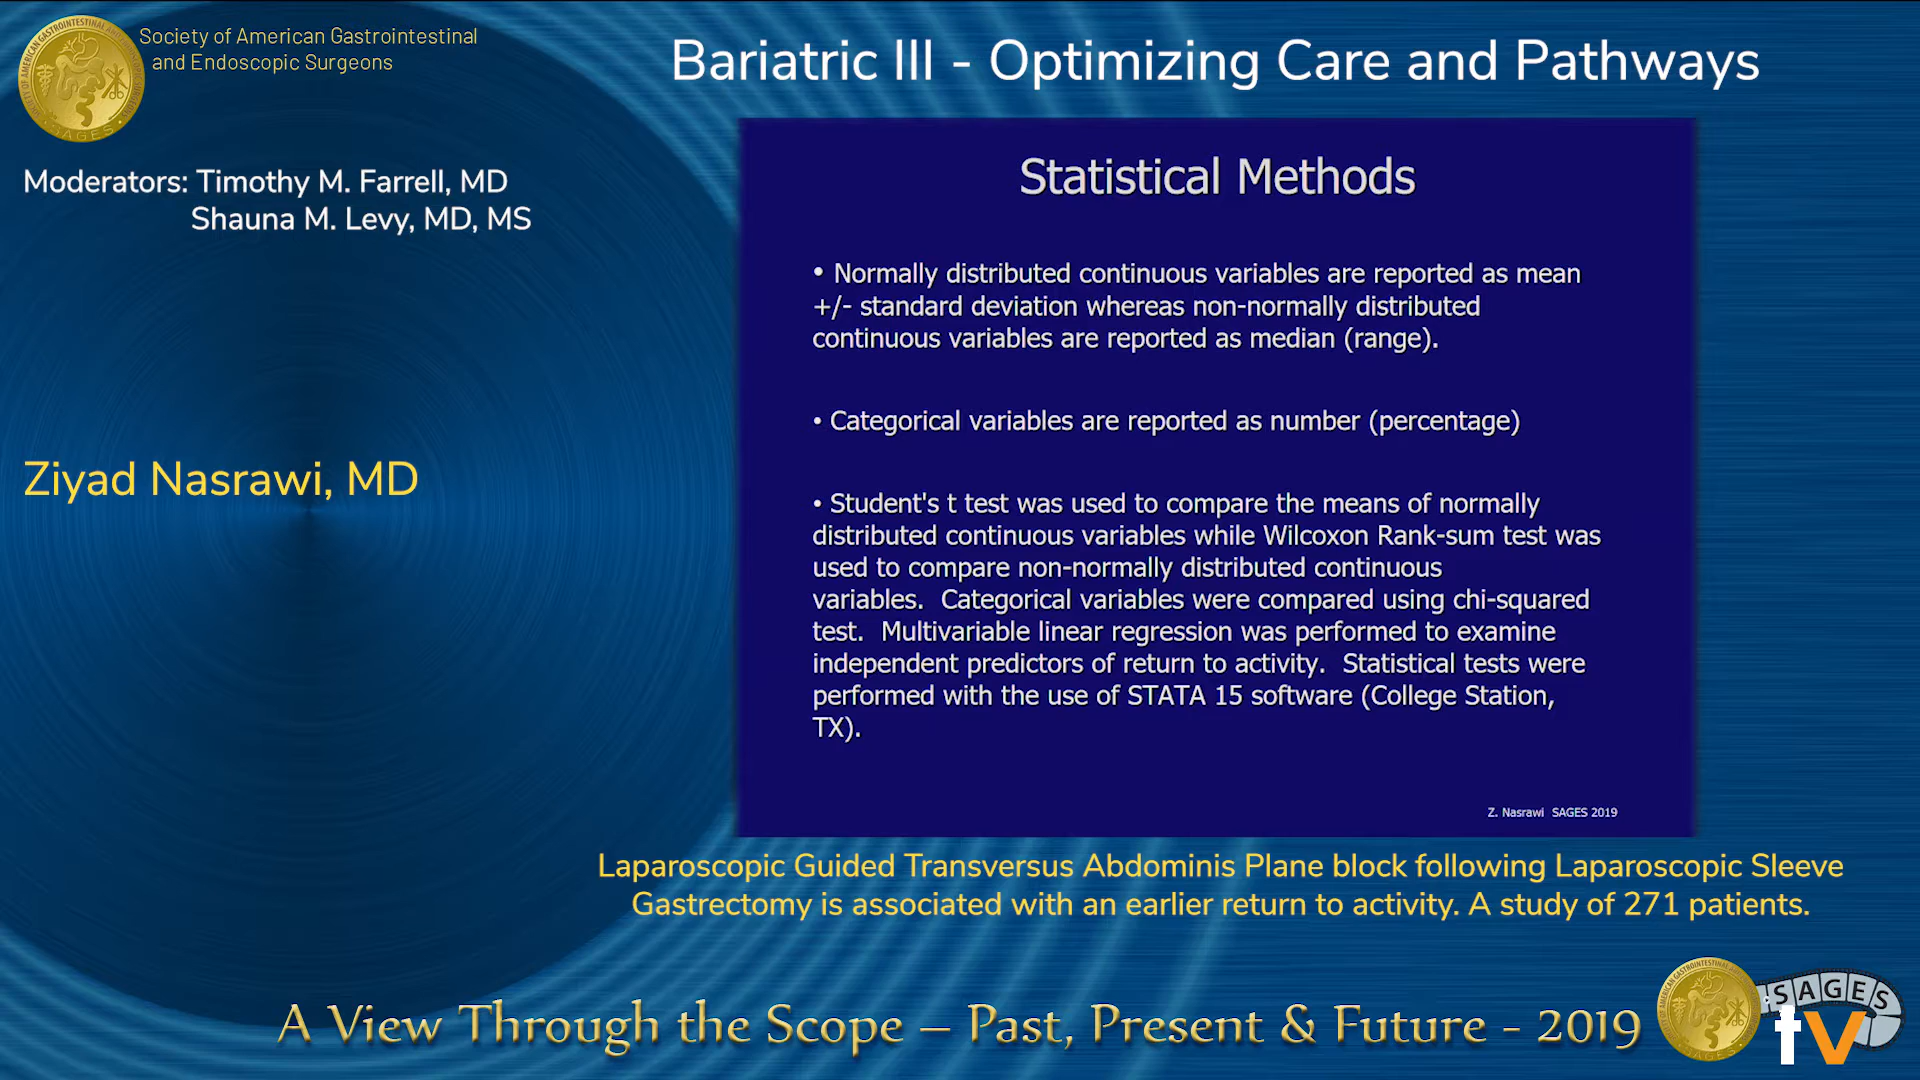 Society of American Gastrointestinal
and Endoscopic Surgeons
Bariatric III - Optimizing Care and Pathways
Moderators: Timothy M. Farrell, MD
Shauna M. Levy, MD, MS
Ziyad Nasrawi, MD
Statistical Methods
• Normally distributed continuous variables are reported as mean
+/- standard deviation whereas non-normally distributed
continuous variables are reported as median (range).
• Categorical variables are reported as number (percentage)
• Student's t test was used to compare the means of normally
distributed continuous variables while Wilcoxon Rank-sum test was
used to compare non-normally distributed continuous
variables.  Categorical variables were compared using chi-squared
test.  Multivariable linear regression was performed to examine
independent predictors of return to activity.  Statistical tests were
performed with the use of STATA 15 software (College Station,
TX).
Z. Nasrawi  SAGES 2019
Laparoscopic Guided Transversus Abdominis Plane block following Laparoscopic Sleeve
Gastrectomy is associated with an earlier return to activity. A study of 271 patients.
A View Through the Scope – Past, Present & Future - 2019
SAGES
tv